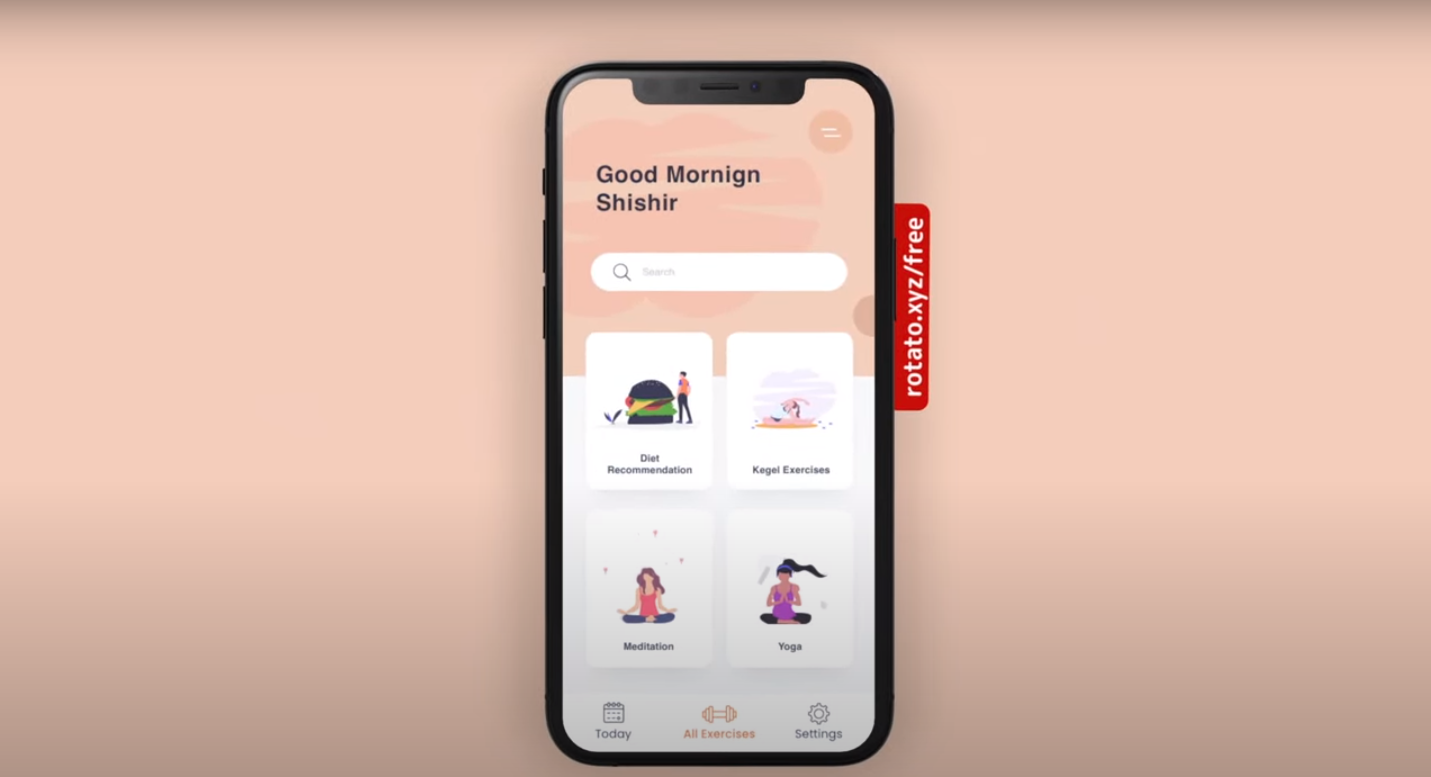 Good Mornign
Shishir
Search
rotato.xyz/free
Diet
Recommendation
Kegel Exercises
Meditation
Yoga
Today
All Exercises
Settings